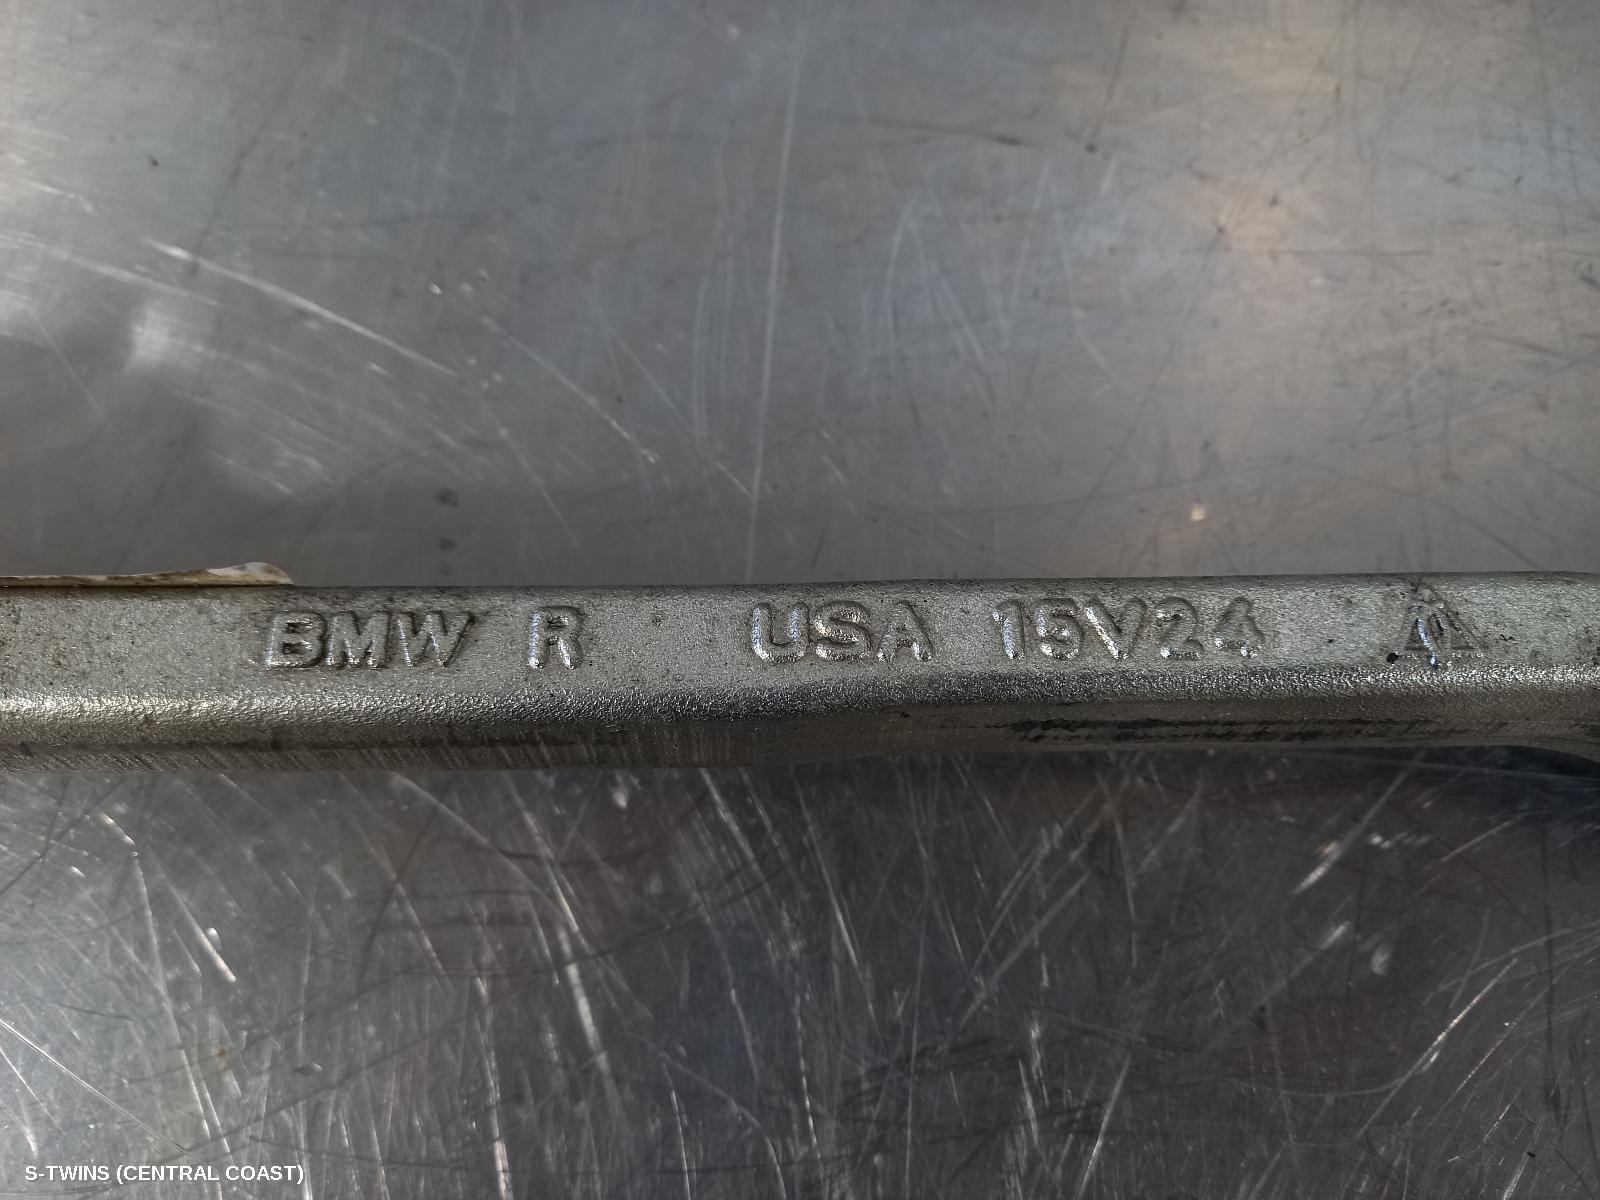 BMW R USA 15V24
S-TWINS (CENTRAL COAST)